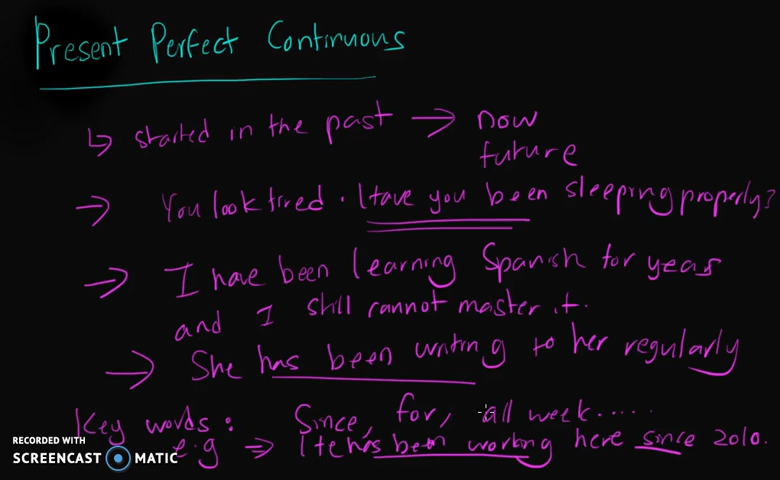 Present Perfect Continuous
↳ started in the past → now
future
→ You look tired. Have you been sleeping properly?
→ I have been learning Spanish for years
and I still cannot master it.
→ She has been writing to her regularly
Key words: Since, for, all week.....
e.g ⇒ He has been working here since 2010.
RECORDED WITH
SCREENCAST O MATIC